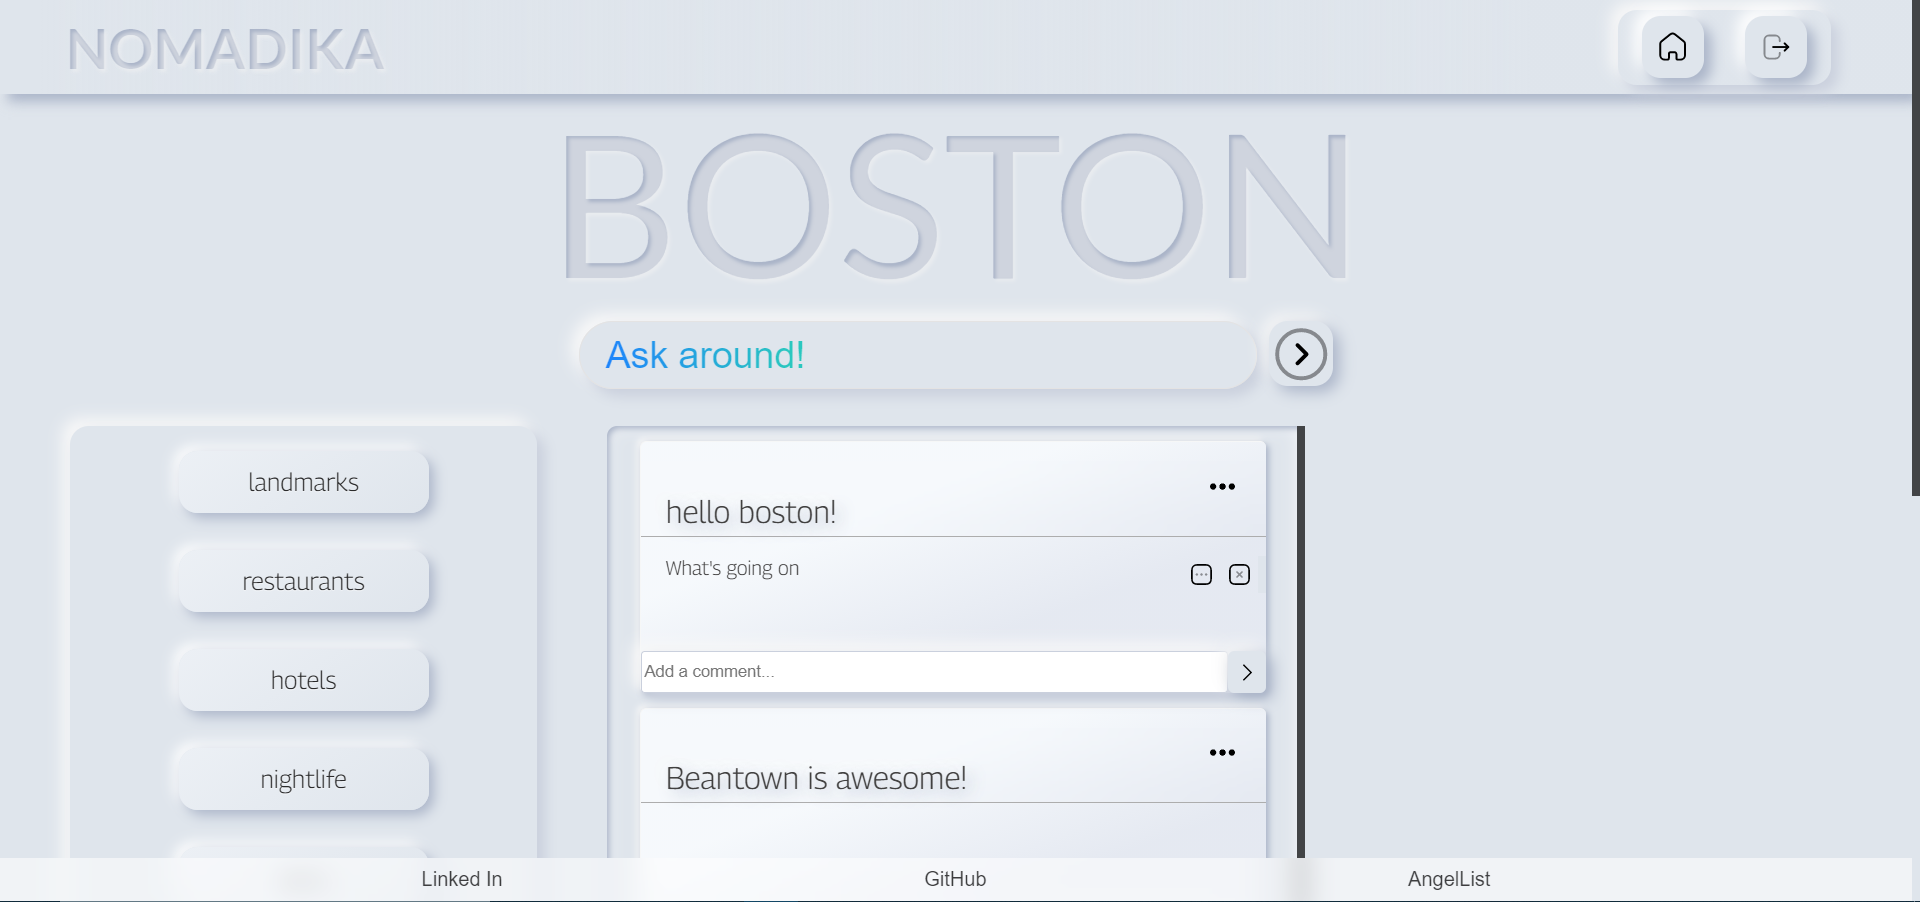 NOMADIKA
BOSTON
Ask around!
landmarks
restaurants
hotels
nightlife
hello boston!
What's going on
Add a comment...
Beantown is awesome!
Linked In
GitHub
AngelList